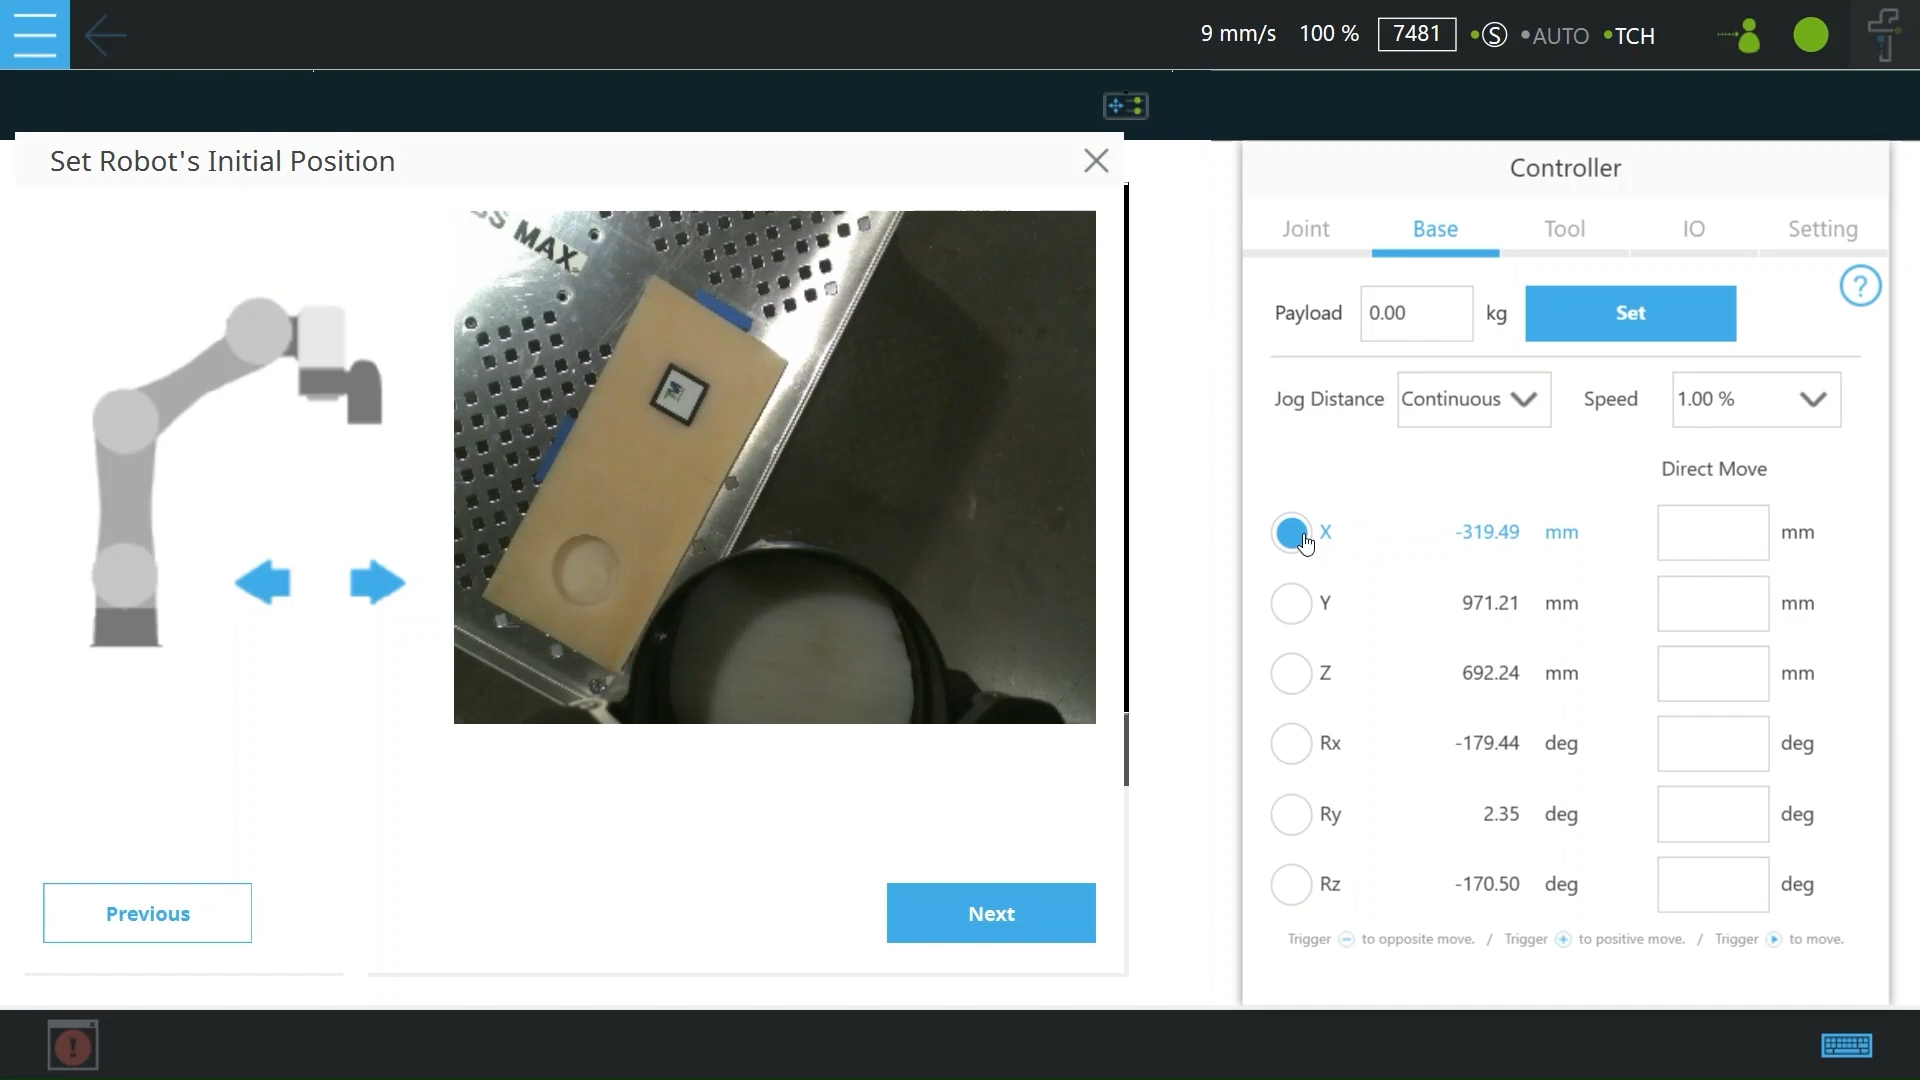 9 mm/s 100 % 7481 S AUTO TCH
Set Robot's Initial Position
SS MAX.
TM
Previous
Next
Controller
Joint Base Tool IO Setting
?
Payload 0.00 kg Set
Jog Distance Continuous Speed 1.00 %
Direct Move
X -319.49 mm mm
Y 971.21 mm mm
Z 692.24 mm mm
Rx -179.44 deg deg
Ry 2.35 deg deg
Rz -170.50 deg deg
Trigger − to opposite move. / Trigger + to positive move. / Trigger ▶ to move.
!